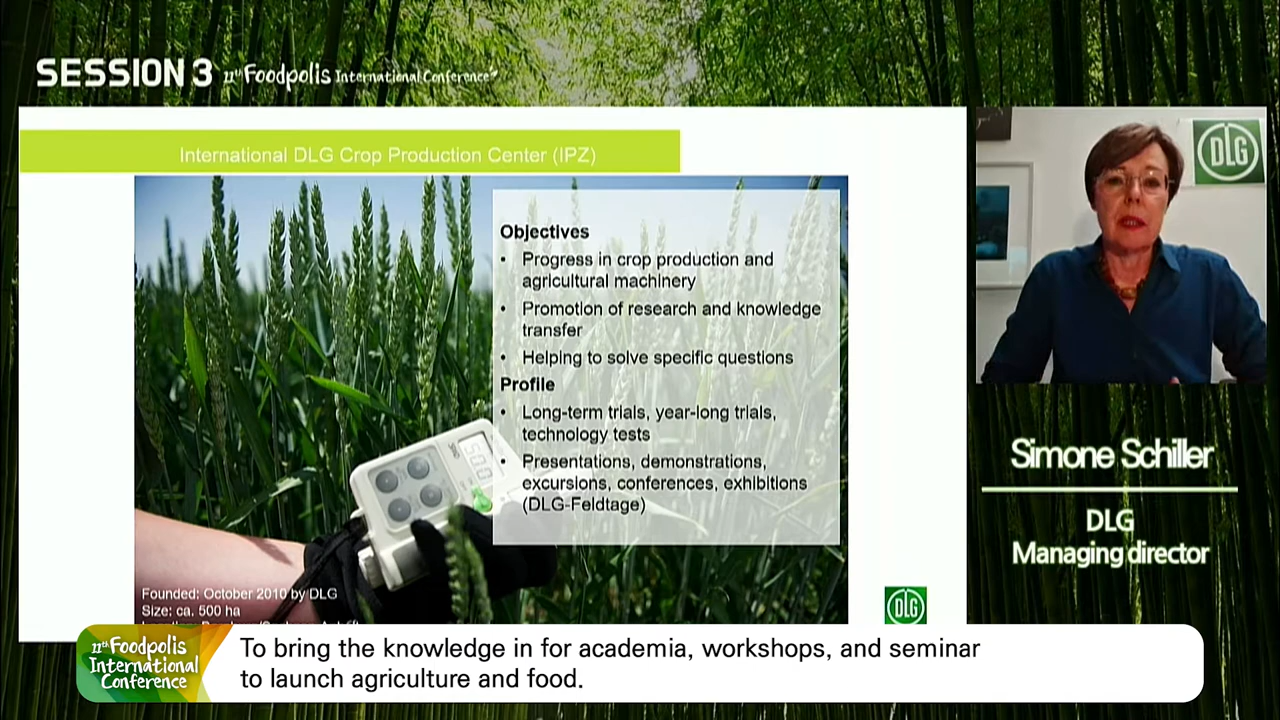 SESSION 3 11th Foodpolis International Conference
International DLG Crop Production Center (IPZ)
Objectives
• Progress in crop production and
agricultural machinery
• Promotion of research and knowledge
transfer
• Helping to solve specific questions
Profile
• Long-term trials, year-long trials,
technology tests
• Presentations, demonstrations,
excursions, conferences, exhibitions
(DLG-Feldtage)
Founded: October 2010 by DLG
Size: ca. 500 ha
DLG
DLG
Simone Schiller
DLG
Managing director
11th Foodpolis
International
Conference
To bring the knowledge in for academia, workshops, and seminar
to launch agriculture and food.